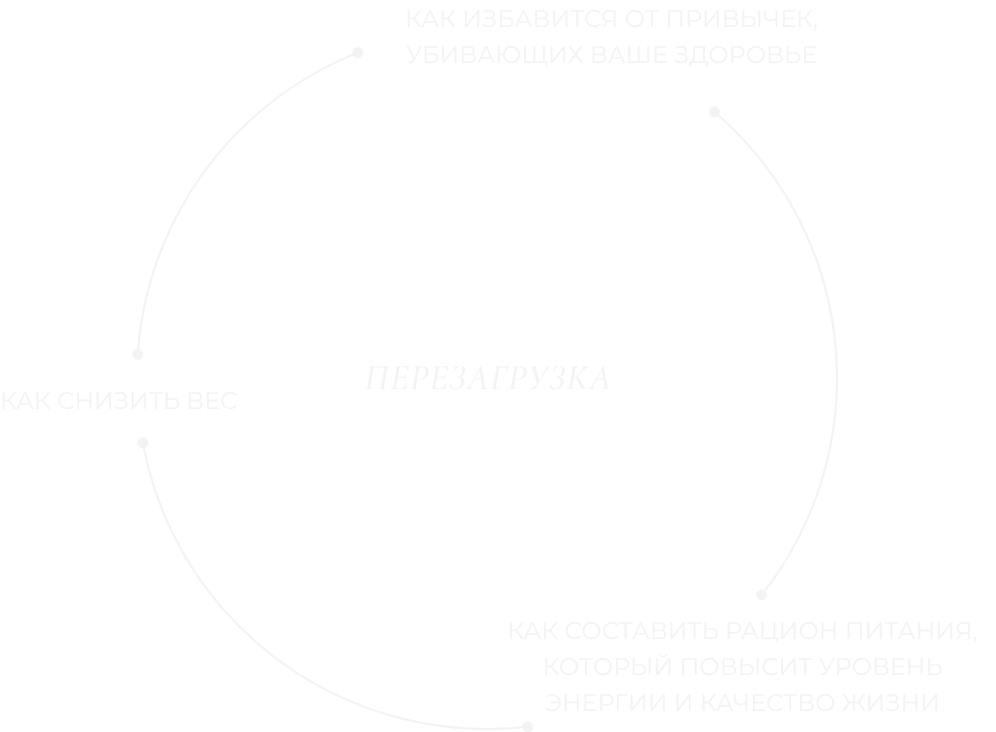 КАК ИЗБАВИТСЯ ОТ ПРИВЫЧЕК,
УБИВАЮЩИХ ВАШЕ ЗДОРОВЬЕ
ПЕРЕЗАГРУЗКА
КАК СНИЗИТЬ ВЕС
КАК СОСТАВИТЬ РАЦИОН ПИТАНИЯ,
КОТОРЫЙ ПОВЫСИТ УРОВЕНЬ
ЭНЕРГИИ И КАЧЕСТВО ЖИЗНИ